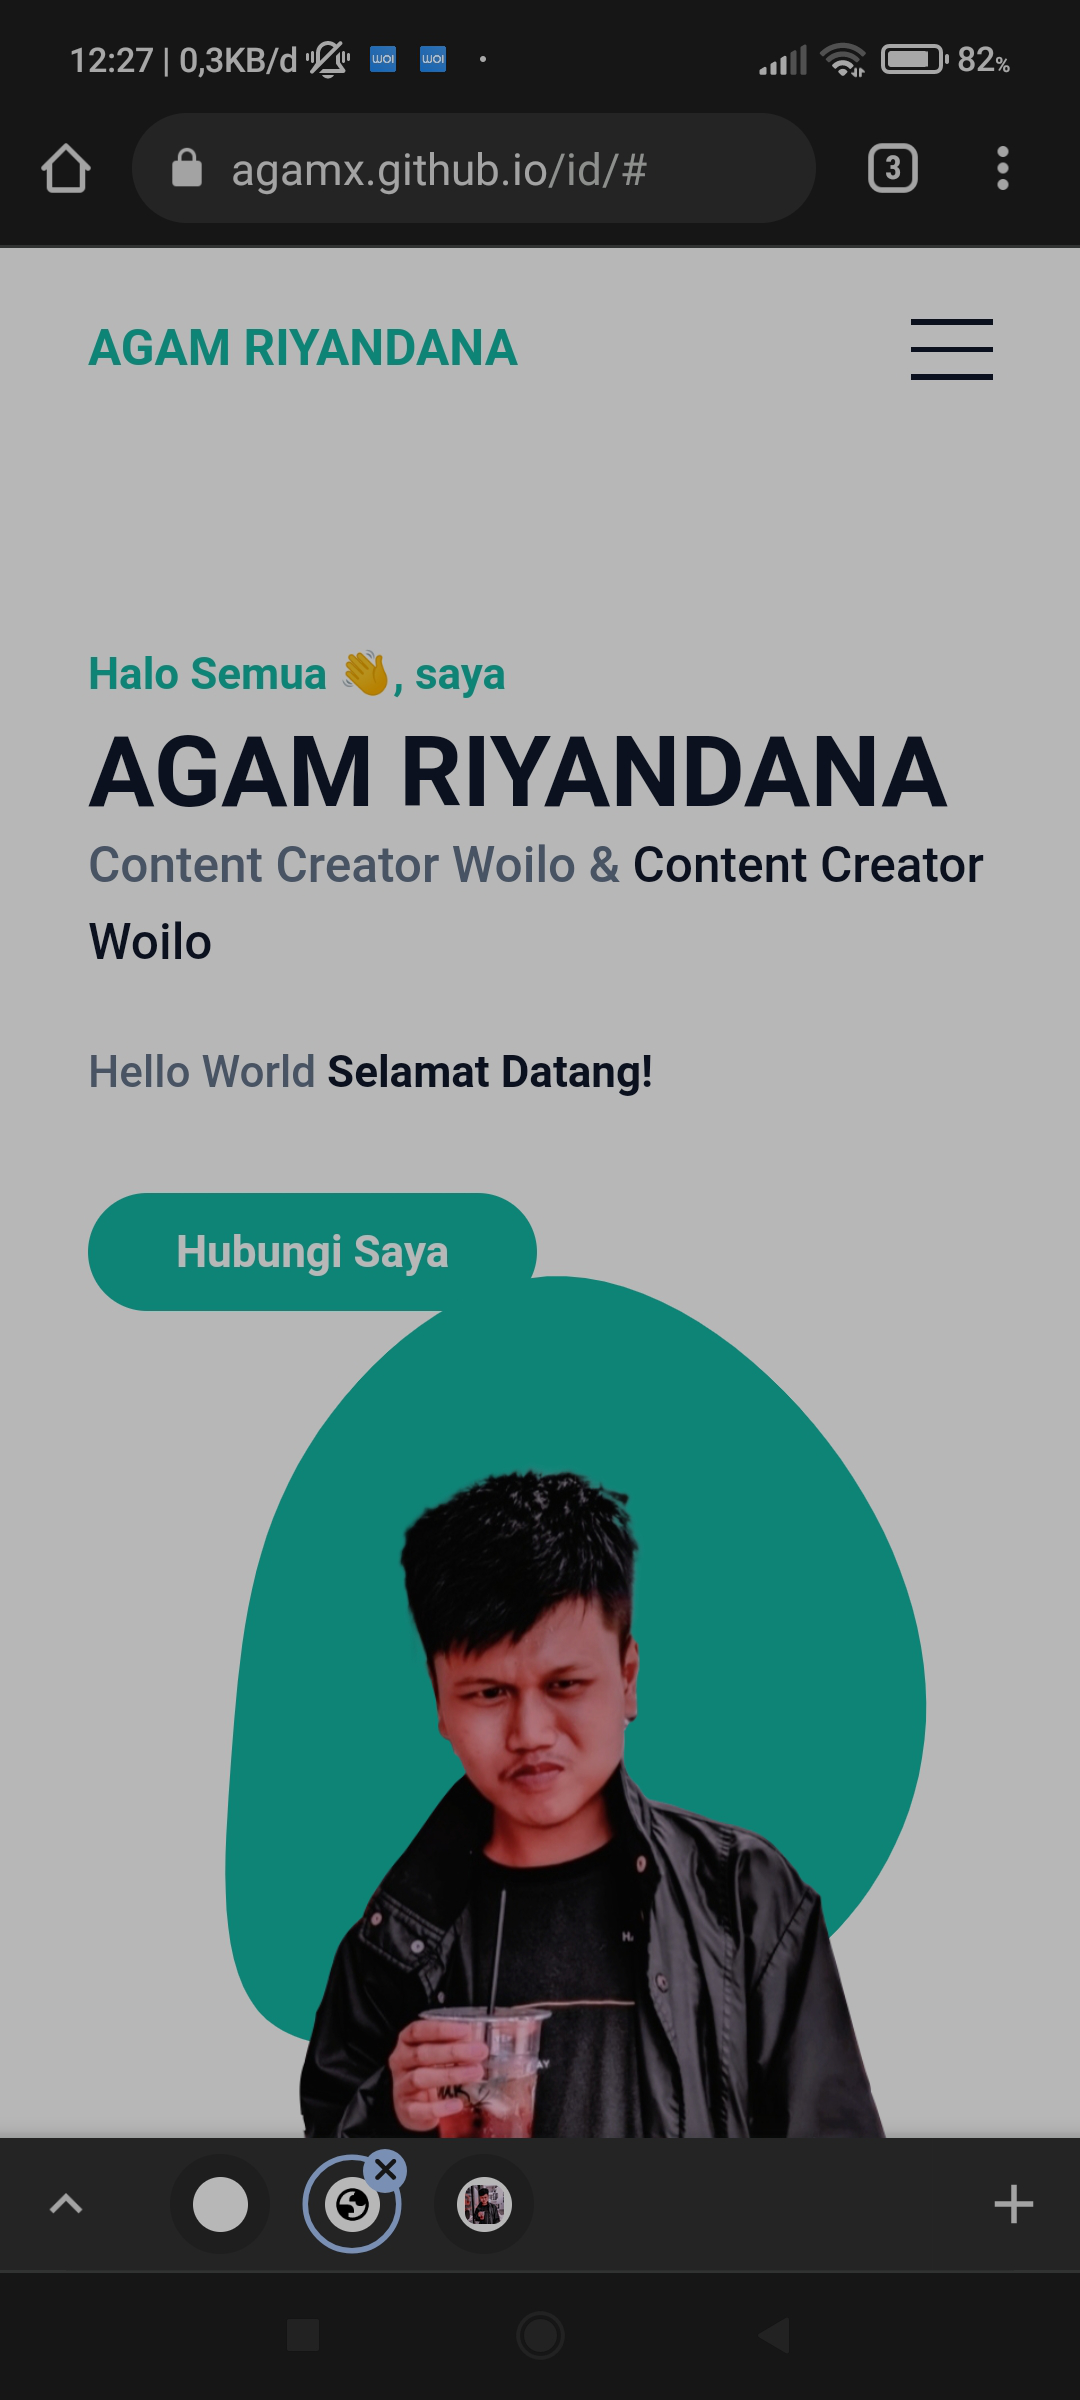 12:27 | 0,3KB/d WOI WOI 82%
agamx.github.io/id/# 3
AGAM RIYANDANA
Halo Semua 👋, saya
AGAM RIYANDANA
Content Creator Woilo & Content Creator
Woilo
Hello World Selamat Datang!
Hubungi Saya